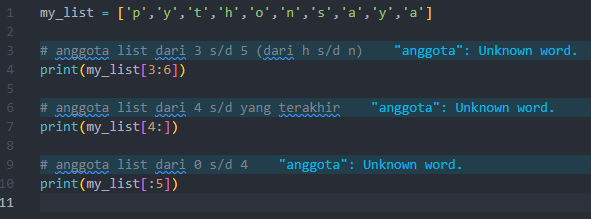 1 my_list = ['p','y','t','h','o','n','s','a','y','a']
2
3 # anggota list dari 3 s/d 5 (dari h s/d n) "anggota": Unknown word.
4 print(my_list[3:6])
5
6 # anggota list dari 4 s/d yang terakhir "anggota": Unknown word.
7 print(my_list[4:])
8
9 # anggota list dari 0 s/d 4 "anggota": Unknown word.
10 print(my_list[:5])
11